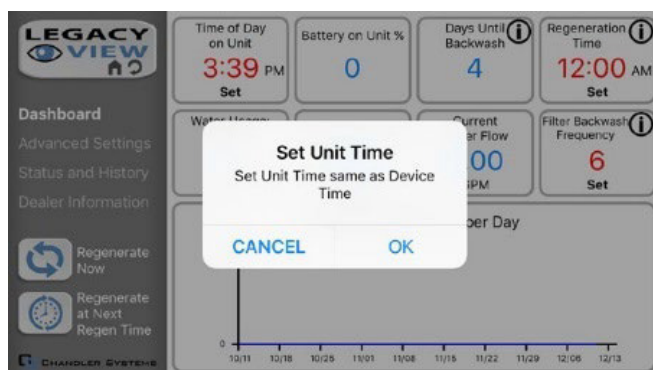 LEGACY
VIEW
Dashboard
Advanced Settings
Status and History
Dealer Information
Regenerate
Now
Regenerate
at Next
Regen Time
CHANDLER SYSTEMS
Time of Day
on Unit
3:39 PM
Set
Battery on Unit %
0
Days Until
Backwash
4
Regeneration
Time
12:00 AM
Set
Water Usage
Current
er Flow
00
GPM
Filter Backwash
Frequency
6
Set
Set Unit Time
Set Unit Time same as Device
Time
CANCEL OK
per Day
0
10/11 10/18 10/25 11/01 11/08 11/15 11/22 11/29 12/06 12/13